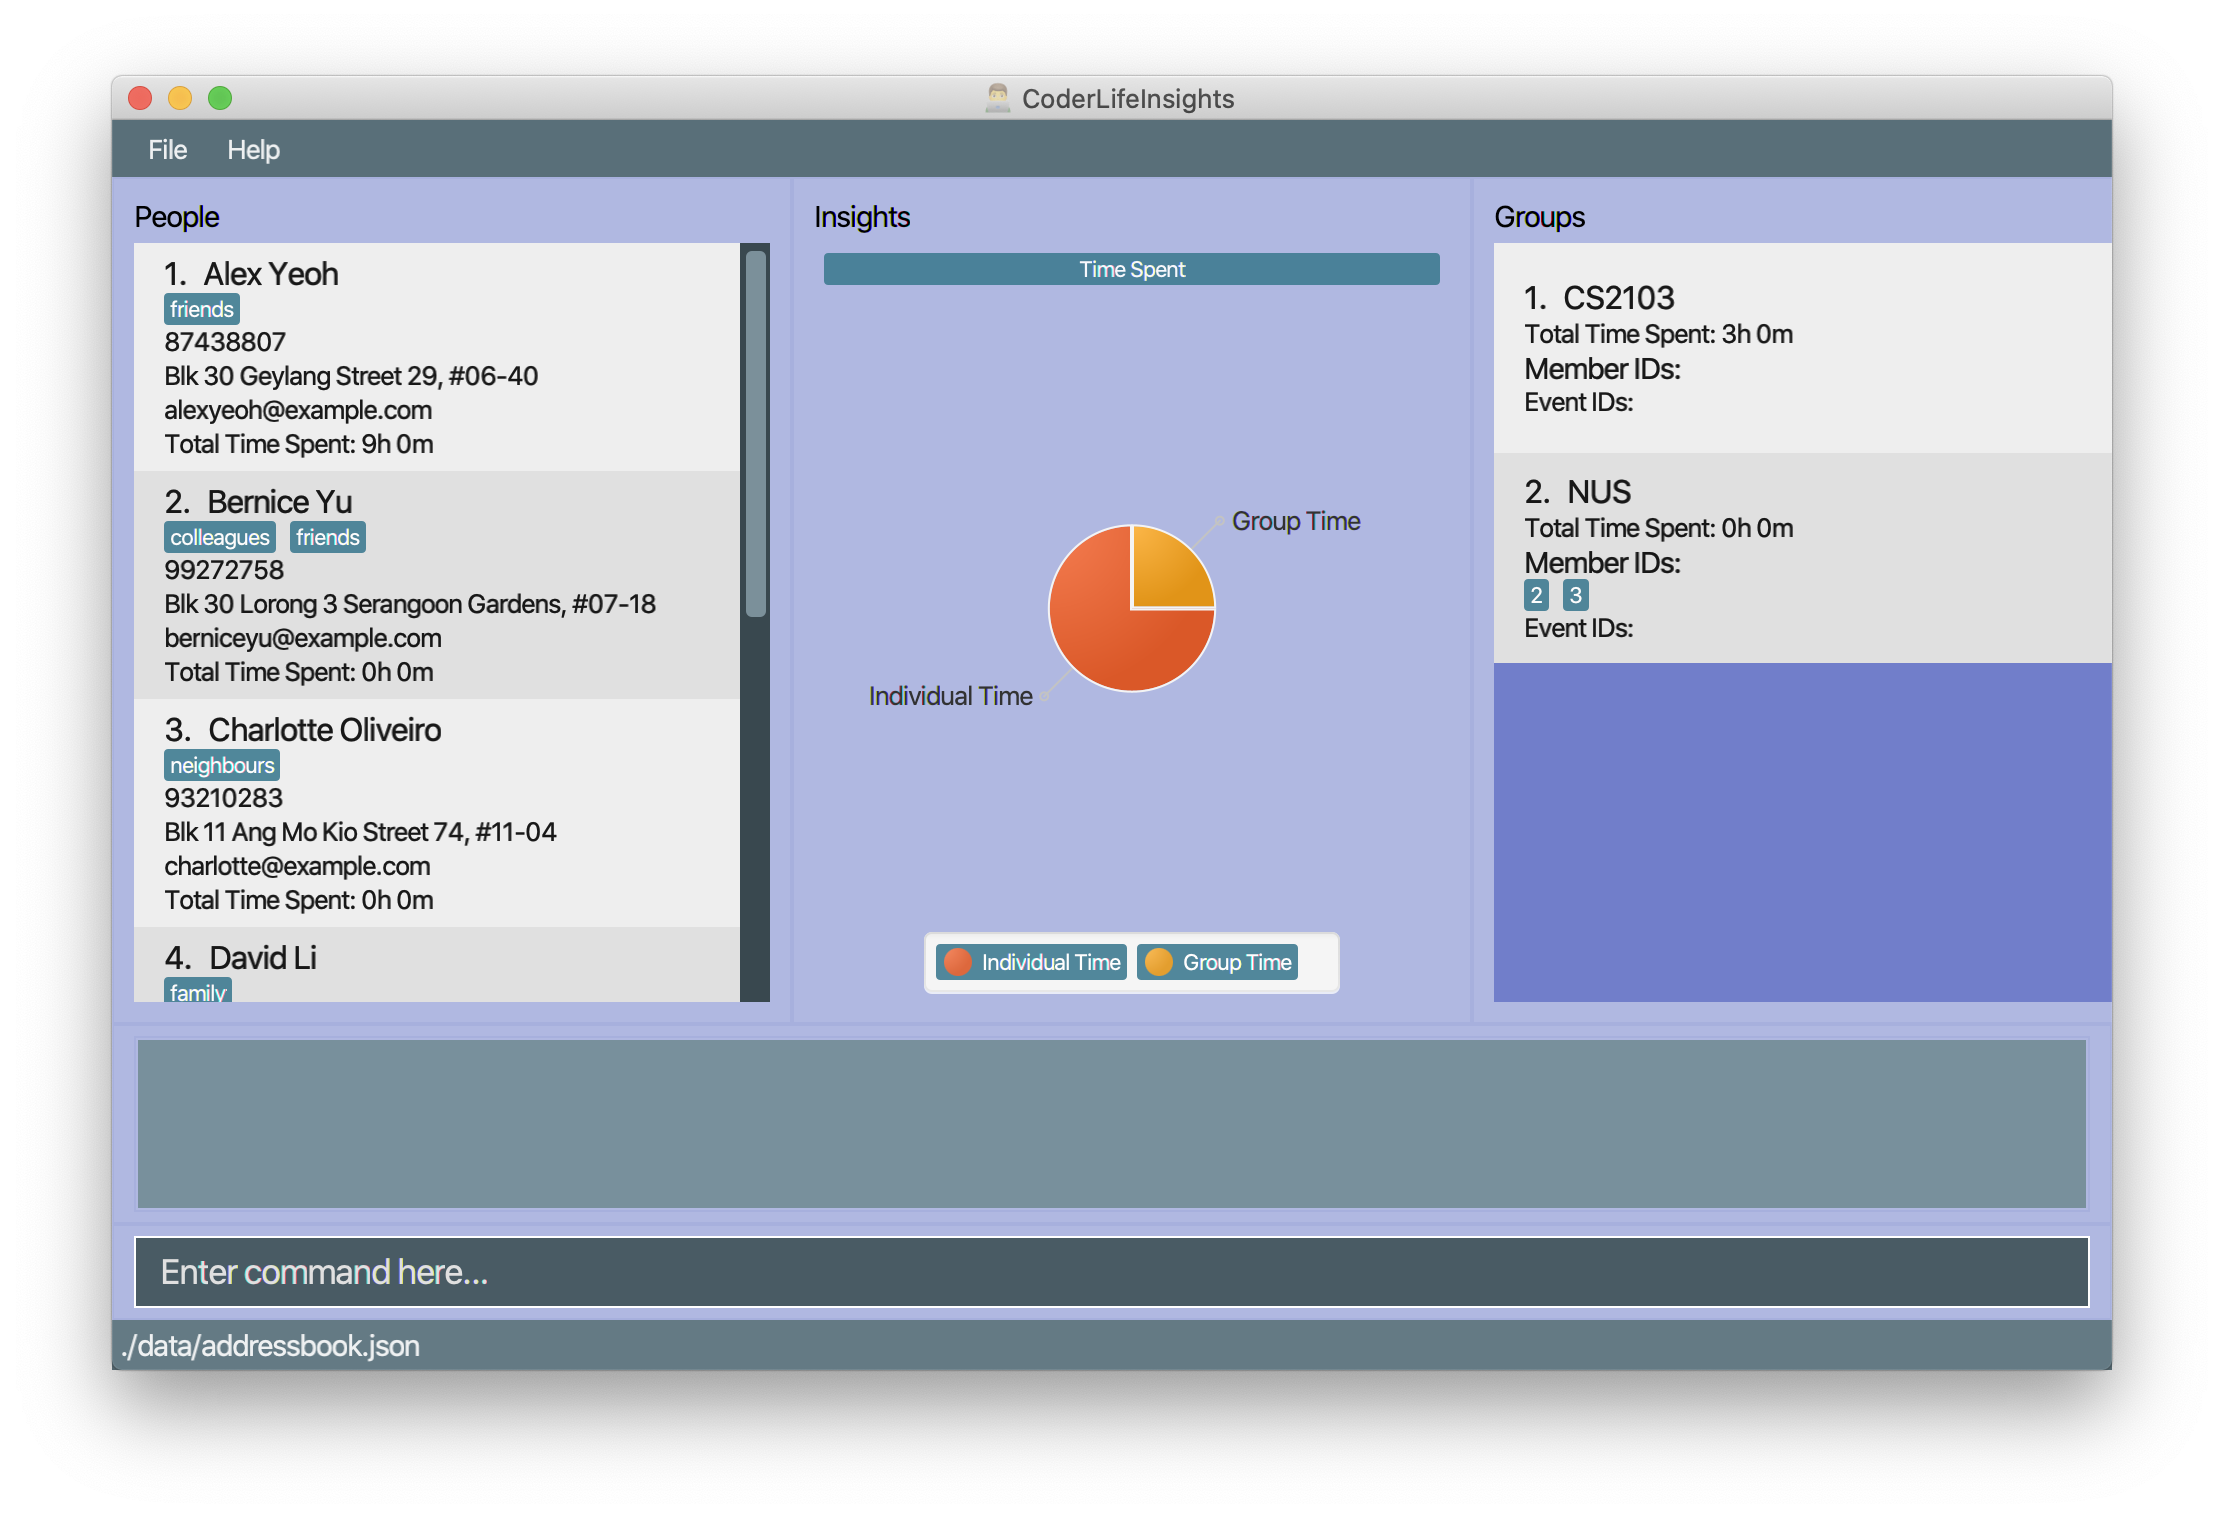 CoderLifeInsights
File Help
People
1. Alex Yeoh
friends
87438807
Blk 30 Geylang Street 29, #06-40
alexyeoh@example.com
Total Time Spent: 9h 0m
2. Bernice Yu
colleagues friends
99272758
Blk 30 Lorong 3 Serangoon Gardens, #07-18
berniceyu@example.com
Total Time Spent: 0h 0m
3. Charlotte Oliveiro
neighbours
93210283
Blk 11 Ang Mo Kio Street 74, #11-04
charlotte@example.com
Total Time Spent: 0h 0m
4. David Li
family
Insights
Time Spent
Group Time
Individual Time
Individual Time Group Time
Groups
1. CS2103
Total Time Spent: 3h 0m
Member IDs:
Event IDs:
2. NUS
Total Time Spent: 0h 0m
Member IDs:
2 3
Event IDs:
Enter command here...
./data/addressbook.json